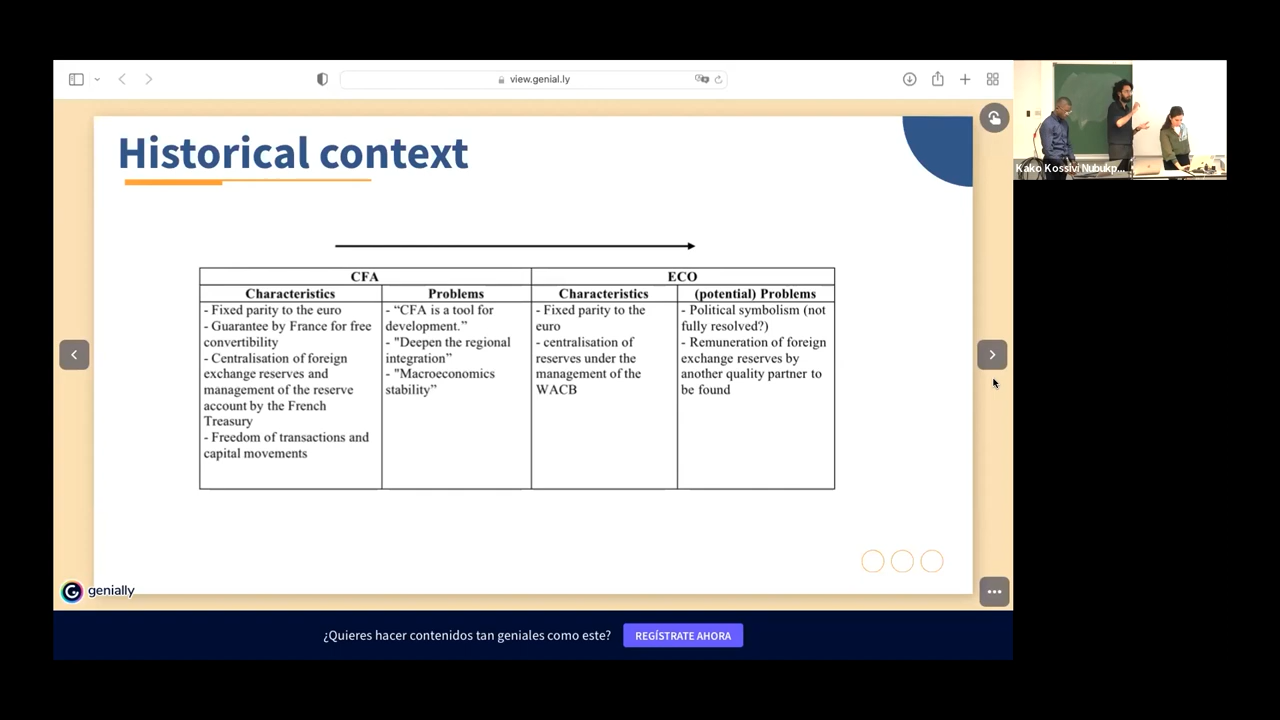 view.genial.ly
Historical context
CFA
ECO
Characteristics
Problems
Characteristics
(potential) Problems
- Fixed parity to the euro
- Guarantee by France for free
convertibility
- Centralisation of foreign
exchange reserves and
management of the reserve
account by the French
Treasury
- Freedom of transactions and
capital movements
- “CFA is a tool for
development.”
- "Deepen the regional
integration”
- "Macroeconomics
stability”
- Fixed parity to the
euro
- centralisation of
reserves under the
management of the
WACB
- Political symbolism (not
fully resolved?)
- Remuneration of foreign
exchange reserves by
another quality partner to
be found
Kako Kossivi Nubukp...
genially
¿Quieres hacer contenidos tan geniales como este?
REGÍSTRATE AHORA